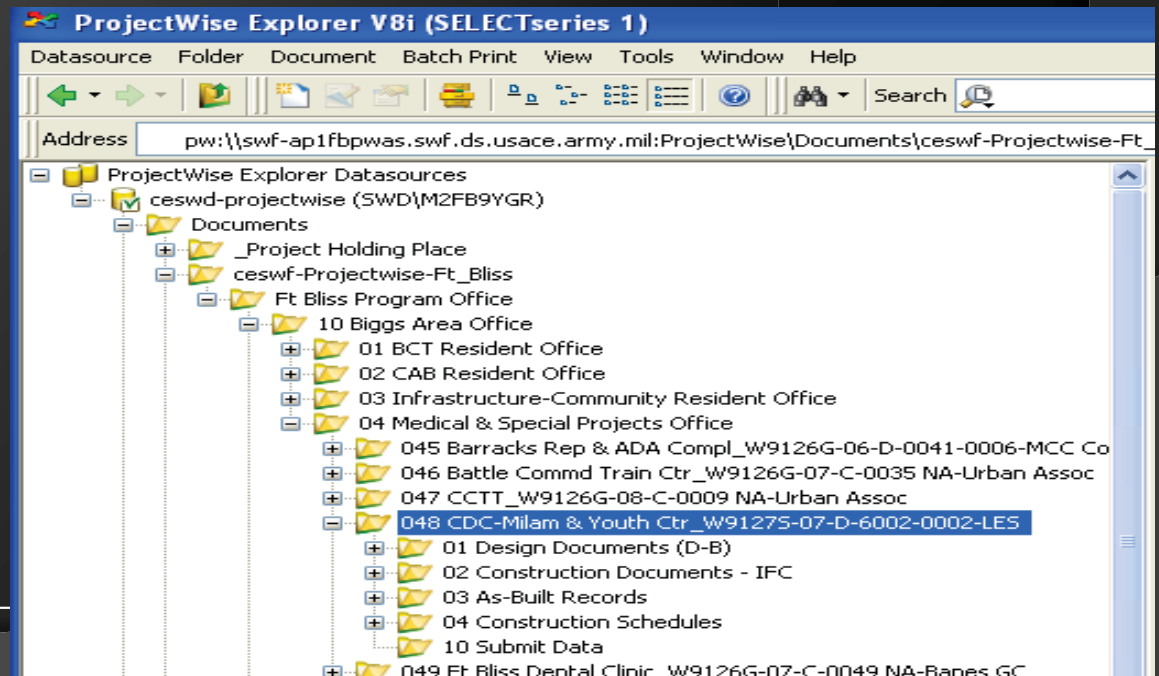 ProjectWise Explorer V8i (SELECTseries 1)
Datasource Folder Document Batch Print View Tools Window Help
Search
Address pw:\\swf-ap1fbpwas.swf.ds.usace.army.mil:ProjectWise\Documents\ceswf-Projectwise-Ft_
ProjectWise Explorer Datasources
ceswd-projectwise (SWD\M2FB9YGR)
Documents
_Project Holding Place
ceswf-Projectwise-Ft_Bliss
Ft Bliss Program Office
10 Biggs Area Office
01 BCT Resident Office
02 CAB Resident Office
03 Infrastructure-Community Resident Office
04 Medical & Special Projects Office
045 Barracks Rep & ADA Compl_W9126G-06-D-0041-0006-MCC Co
046 Battle Commd Train Ctr_W9126G-07-C-0035 NA-Urban Assoc
047 CCTT_W9126G-08-C-0009 NA-Urban Assoc
048 CDC-Milam & Youth Ctr_W9127S-07-D-6002-0002-LES
01 Design Documents (D-B)
02 Construction Documents - IFC
03 As-Built Records
04 Construction Schedules
10 Submit Data
049 Ft Bliss Dental Clinic_W9126G-07-C-0049 NA-Banes GC